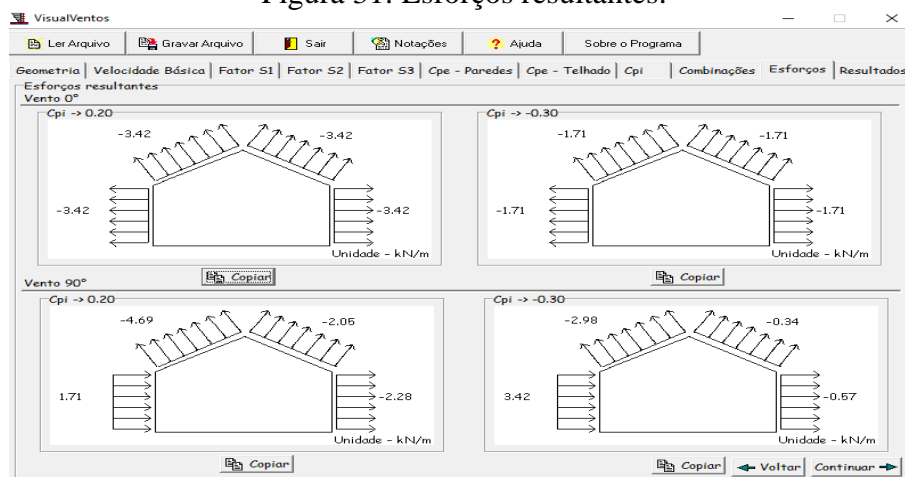 Figura 31: Esforços resultantes.
VisualVentos
Ler Arquivo Gravar Arquivo Sair Notações Ajuda Sobre o Programa
Geometria Velocidade Básica Fator S1 Fator S2 Fator S3 Cpe - Paredes Cpe - Telhado Cpi Combinações Esforços Resultados
Esforços resultantes
Vento 0°
Cpi -> 0.20
-3.42 -3.42
-3.42 -3.42
Unidade - kN/m
Copiar
Cpi -> -0.30
-1.71 -1.71
-1.71 -1.71
Unidade - kN/m
Copiar
Vento 90°
Cpi -> 0.20
-4.69 -2.05
1.71 -2.28
Unidade - kN/m
Copiar
Cpi -> -0.30
-2.98 -0.34
3.42 -0.57
Unidade - kN/m
Copiar Voltar Continuar